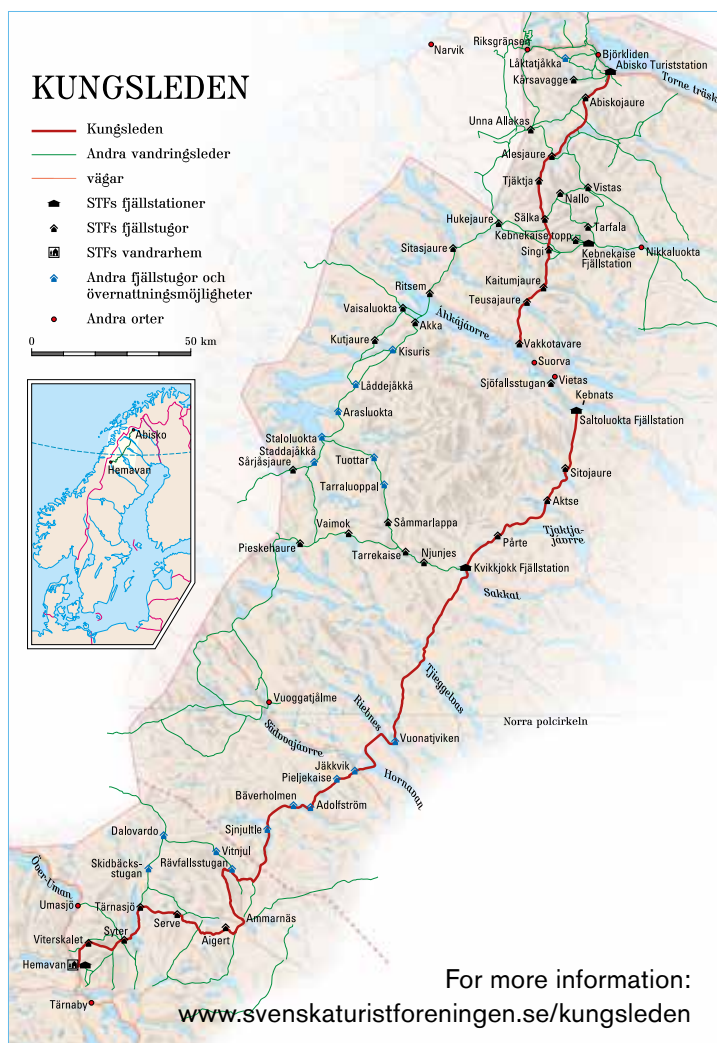 KUNGSLEDEN
Kungsleden
Andra vandringsleder
vägar
STFs fjällstationer
STFs fjällstugor
STFs vandrarhem
Andra fjällstugor och
övernattningsmöjligheter
Andra orter
0 50 km
Abisko
Hemavan
Narvik
Riksgränsen
Låktatjåkka
Björkliden
Abisko Turiststation
Torne träsk
Kårsavagge
Abiskojaure
Unna Allakas
Alesjaure
Tjäktja
Vistas
Nallo
Hukejaure
Sälka
Tarfala
Kebnekaise topp
Singi
Kebnekaise
Fjällstation
Nikkaluokta
Sitasjaure
Kaitumjaure
Ritsem
Teusajaure
Vaisaluokta
Akka
Áhkájávrre
Kutjaure
Kisuris
Vakkotavare
Suorva
Vietas
Sjöfallsstugan
Kebnats
Låddejåkkå
Saltoluokta Fjällstation
Arasluokta
Staloluokta
Staddajåkkå
Sårjåsjaure
Tuottar
Sitojaure
Tarraluoppal
Aktse
Såmmarlappa
Vaimok
Tjaktja-
jávrre
Pårte
Pieskehaure
Tarrekaise
Njunjes
Kvikkjokk Fjällstation
Sakkat
Tjieggelvas
Vuoggatjålme
Riebnes
Norra polcirkeln
Sädvvajávrre
Vuonatjviken
Jäkkvik
Pieljekaise
Hornavan
Bäverholmen
Adolfström
Sjnjultle
Dalovardo
Vitnjul
Rävfallsstugan
Skidbäcks-
stugan
Över-Uman
Umasjö
Tärnasjö
Ammarnäs
Serve
Syter
Aigert
Viterskalet
Hemavan
Tärnaby
For more information:
www.svenskaturistforeningen.se/kungsleden